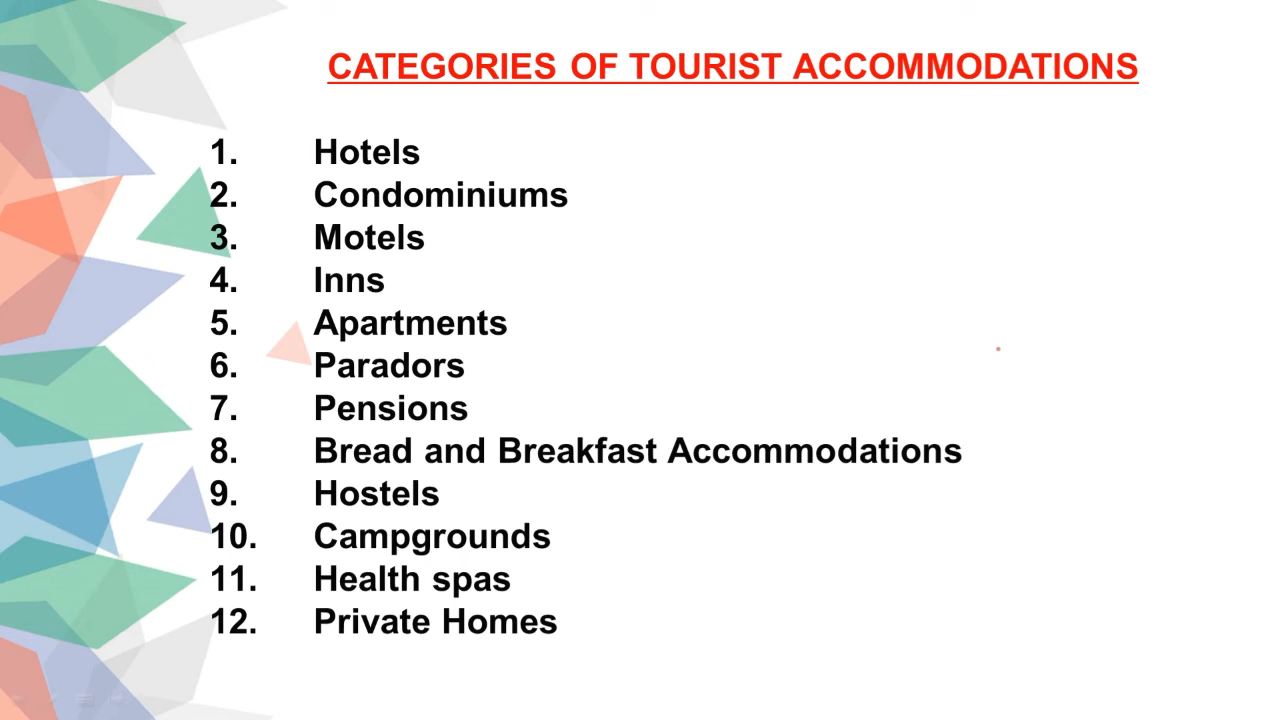 CATEGORIES OF TOURIST ACCOMMODATIONS
1. Hotels
2. Condominiums
3. Motels
4. Inns
5. Apartments
6. Paradors
7. Pensions
8. Bread and Breakfast Accommodations
9. Hostels
10. Campgrounds
11. Health spas
12. Private Homes